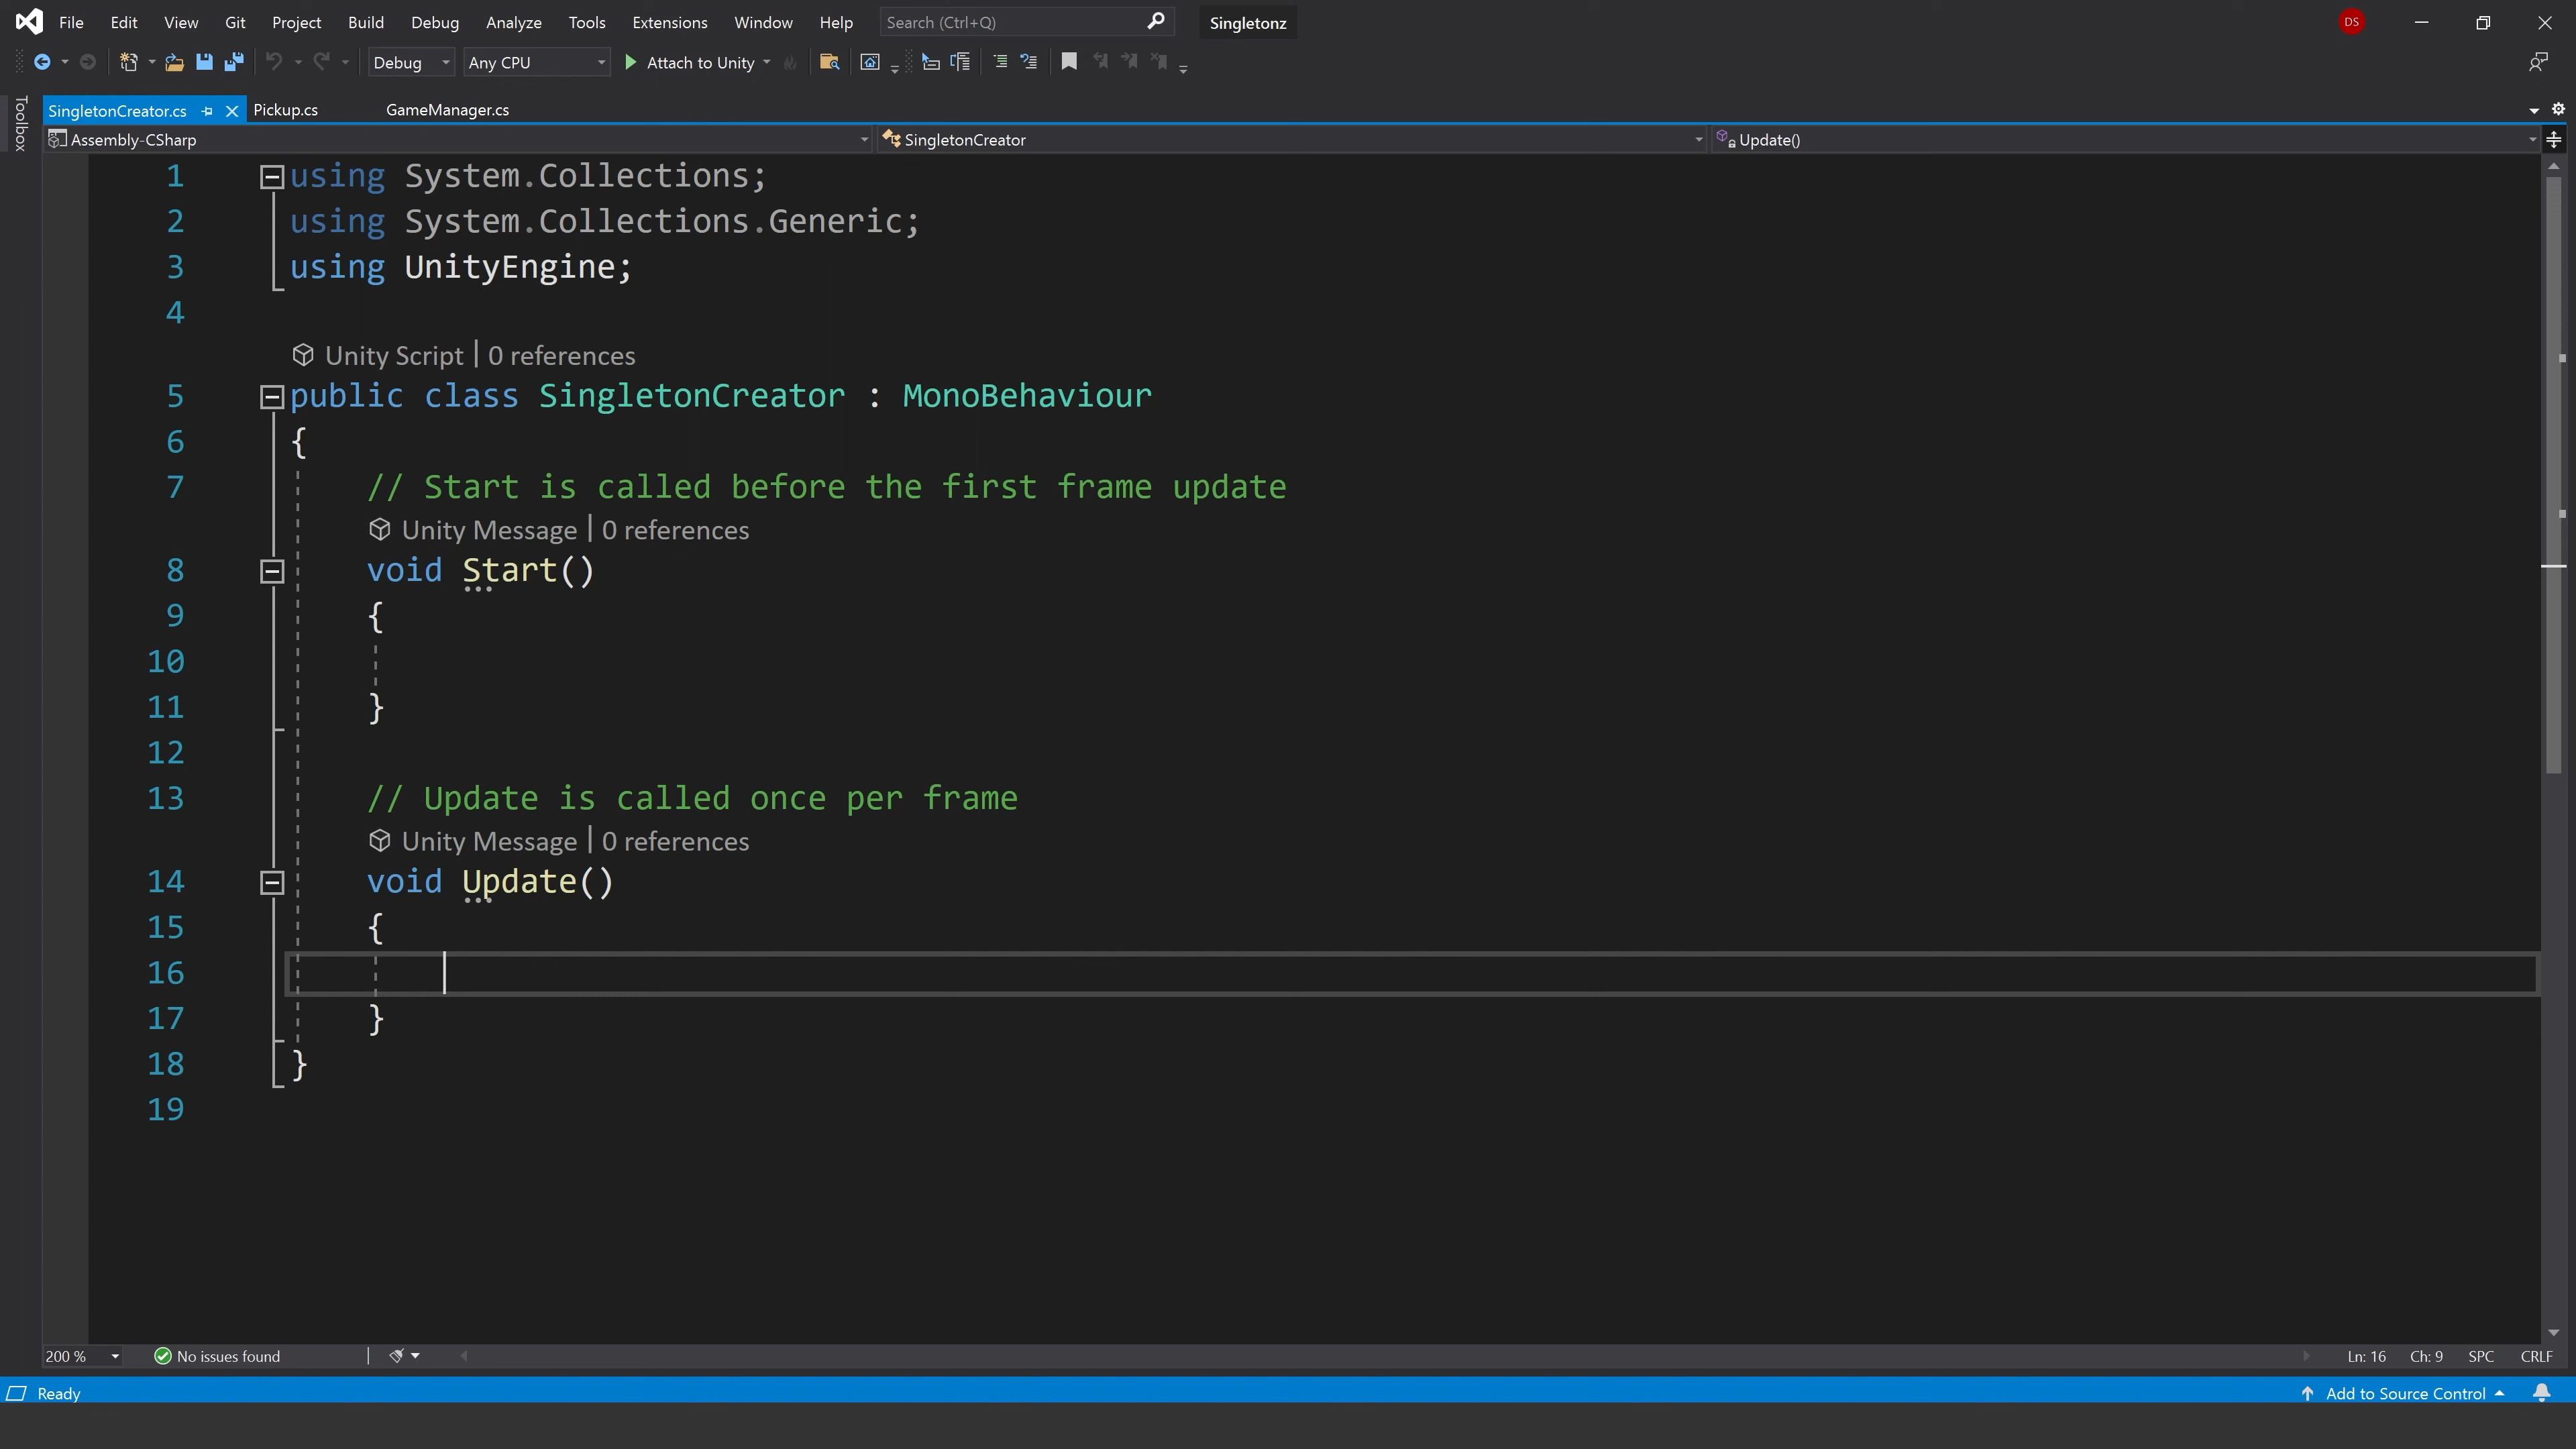 File Edit View Git Project Build Debug Analyze Tools Extensions Window Help Search (Ctrl+Q) Singletonz DS
Debug Any CPU Attach to Unity
Toolbox
SingletonCreator.cs Pickup.cs GameManager.cs
Assembly-CSharp SingletonCreator Update()
1 using System.Collections;
2 using System.Collections.Generic;
3 using UnityEngine;
4
Unity Script | 0 references
5 public class SingletonCreator : MonoBehaviour
6 {
7 // Start is called before the first frame update
Unity Message | 0 references
8 void Start()
9 {
10
11 }
12
13 // Update is called once per frame
Unity Message | 0 references
14 void Update()
15 {
16
17 }
18 }
19
200 % No issues found Ln: 16 Ch: 9 SPC CRLF
Ready Add to Source Control